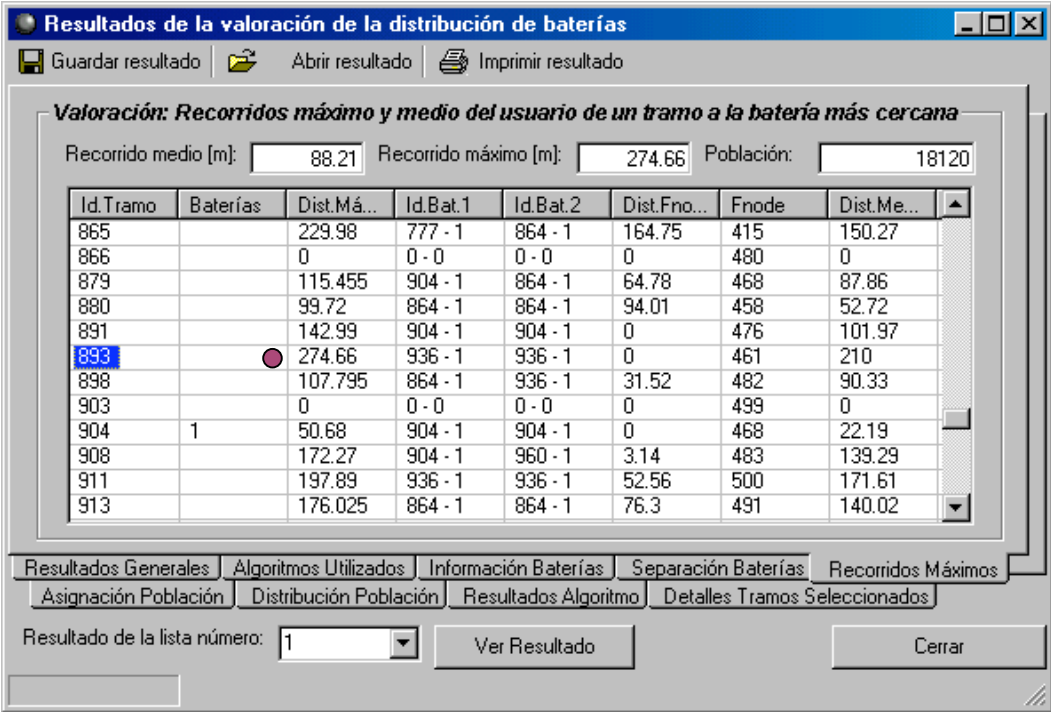 Resultados de la valoración de la distribución de baterías
Guardar resultado Abrir resultado Imprimir resultado
Valoración: Recorridos máximo y medio del usuario de un tramo a la batería más cercana
Recorrido medio [m]: 88.21 Recorrido máximo [m]: 274.66 Población: 18120
Id.Tramo Baterías Dist.Má... Id.Bat.1 Id.Bat.2 Dist.Fno... Fnode Dist.Me...
865 229.98 777 - 1 864 - 1 164.75 415 150.27
866 0 0 - 0 0 - 0 0 480 0
879 115.455 904 - 1 864 - 1 64.78 468 87.86
880 99.72 864 - 1 864 - 1 94.01 458 52.72
891 142.99 904 - 1 904 - 1 0 476 101.97
893 274.66 936 - 1 936 - 1 0 461 210
898 107.795 864 - 1 936 - 1 31.52 482 90.33
903 0 0 - 0 0 - 0 0 499 0
904 1 50.68 904 - 1 904 - 1 0 468 22.19
908 172.27 904 - 1 960 - 1 3.14 483 139.29
911 197.89 936 - 1 936 - 1 52.56 500 171.61
913 176.025 864 - 1 864 - 1 76.3 491 140.02
Resultados Generales Algoritmos Utilizados Información Baterías Separación Baterías Recorridos Máximos
Asignación Población Distribución Población Resultados Algoritmo Detalles Tramos Seleccionados
Resultado de la lista número: 1 Ver Resultado Cerrar